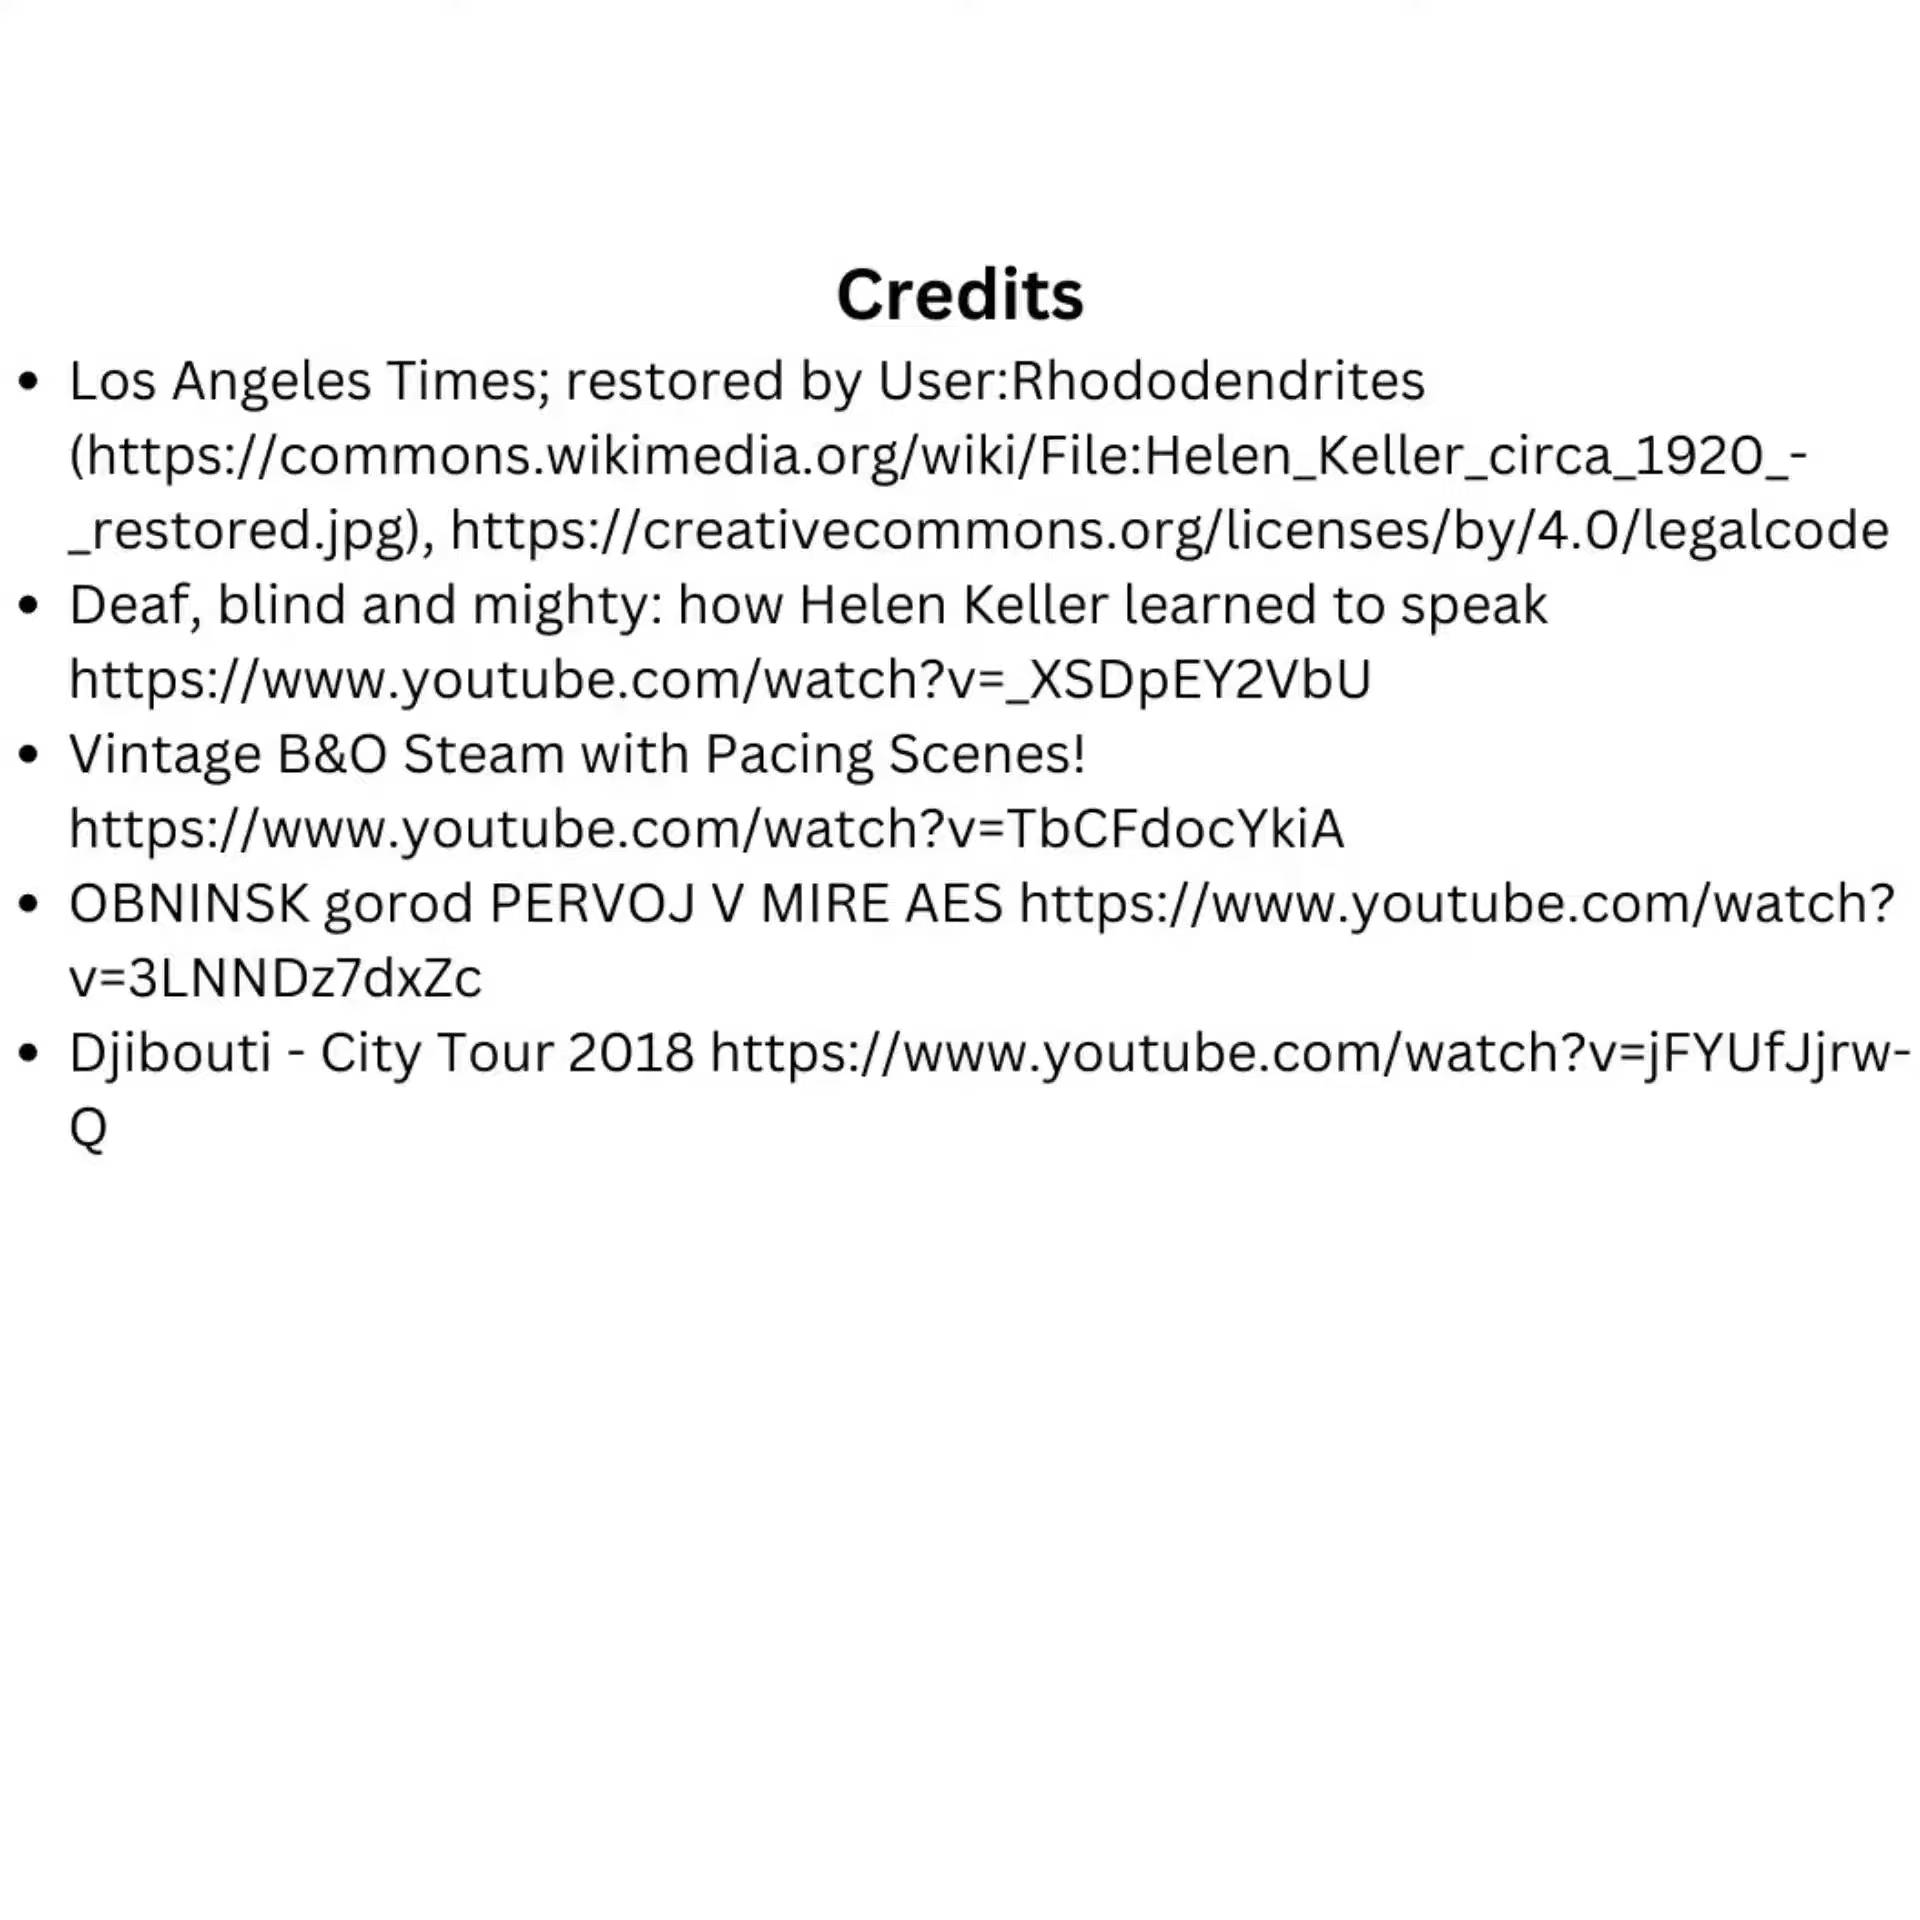 Credits
• Los Angeles Times; restored by User:Rhododendrites
(https://commons.wikimedia.org/wiki/File:Helen_Keller_circa_1920_-
_restored.jpg), https://creativecommons.org/licenses/by/4.0/legalcode
• Deaf, blind and mighty: how Helen Keller learned to speak
https://www.youtube.com/watch?v=_XSDpEY2VbU
• Vintage B&O Steam with Pacing Scenes!
https://www.youtube.com/watch?v=TbCFdocYkiA
• OBNINSK gorod PERVOJ V MIRE AES https://www.youtube.com/watch?
v=3LNNDz7dxZc
• Djibouti - City Tour 2018 https://www.youtube.com/watch?v=jFYUfJjrw-
Q